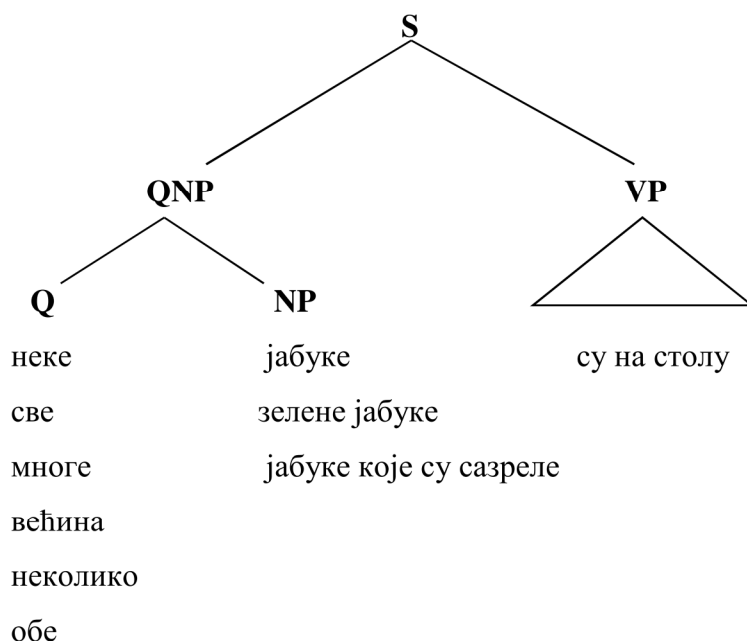 S
QNP VP
Q NP
неке јабуке су на столу
све зелене јабуке
многе јабуке које су сазреле
већина
неколико
обе